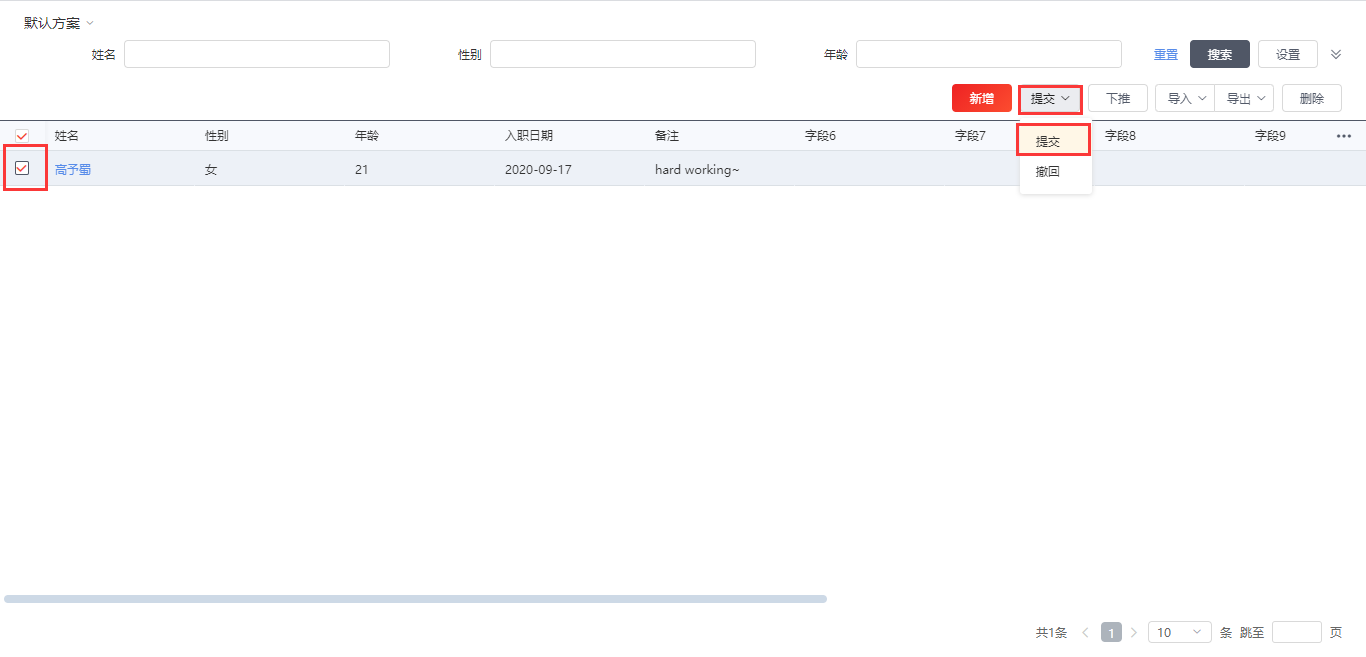 默认方案
姓名 性别 年龄 重置 搜索 设置
新增 提交 下推 导入 导出 删除
姓名 性别 年龄 入职日期 备注 字段6 字段7 字段8 字段9
提交
高予蜀 女 21 2020-09-17 hard working~
撤回
共1条 1 10 条 跳至 页